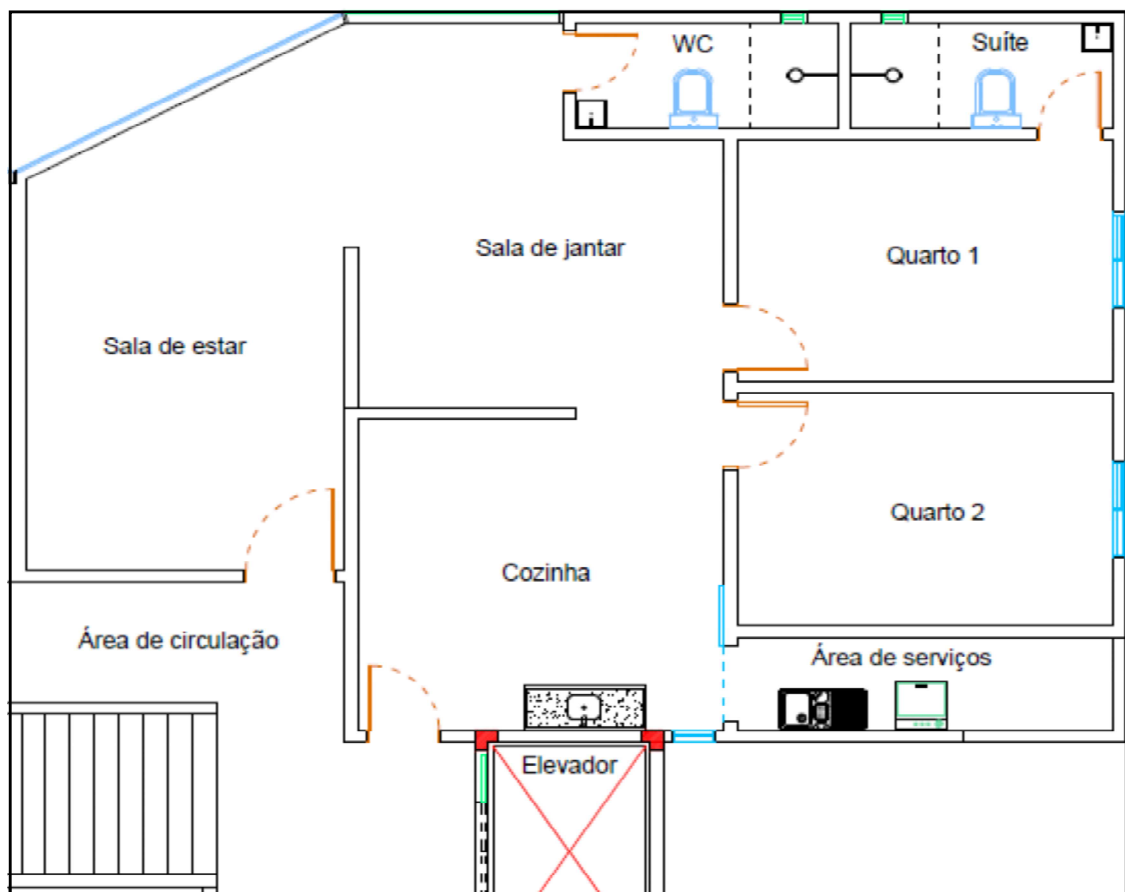 WC
Suíte
Sala de jantar
Quarto 1
Sala de estar
Quarto 2
Cozinha
Área de circulação
Área de serviços
Elevador